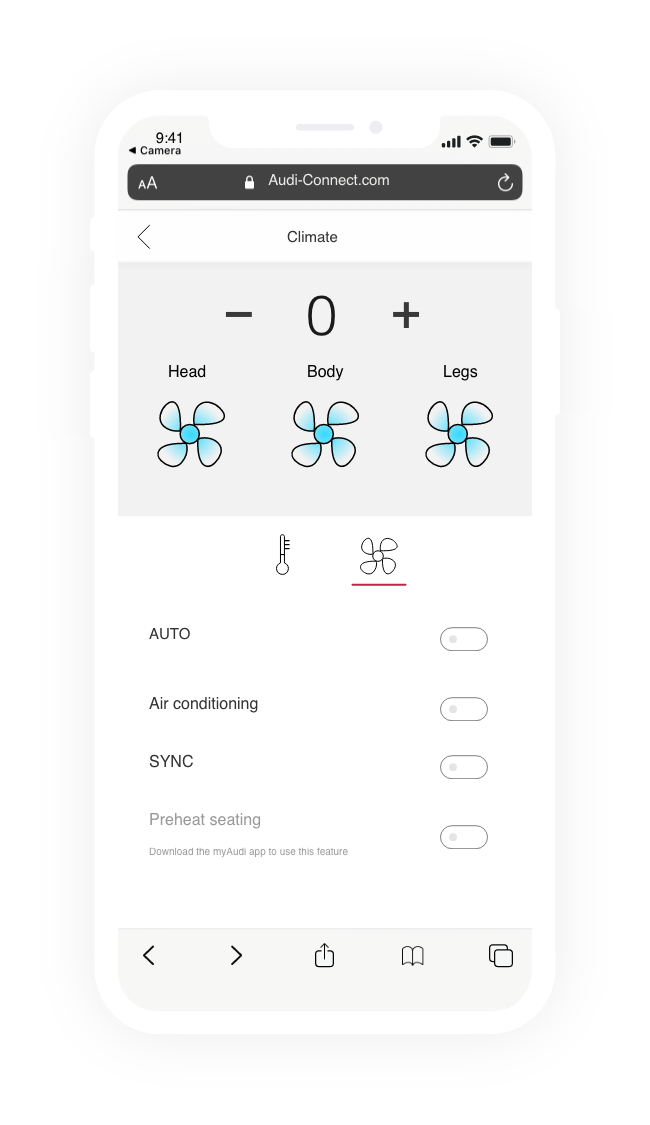 9:41
◀ Camera
AA
Audi-Connect.com
Climate
− 0 +
Head Body Legs
AUTO
Air conditioning
SYNC
Preheat seating
Download the myAudi app to use this feature